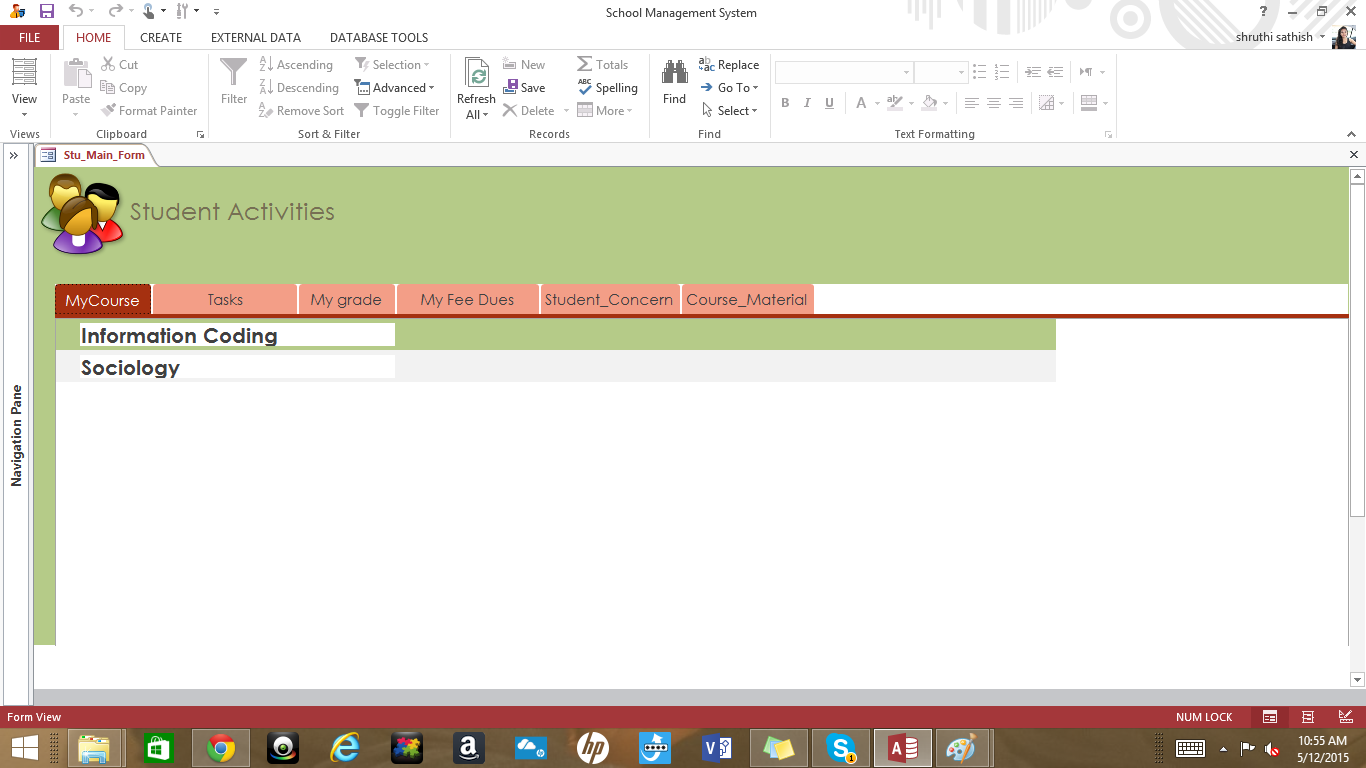 School Management System
?
FILE HOME CREATE EXTERNAL DATA DATABASE TOOLS shruthi sathish
View
Views
Paste
Cut
Copy
Format Painter
Clipboard
Filter
Ascending
Descending
Remove Sort
Selection
Advanced
Toggle Filter
Sort & Filter
Refresh
All
New
Save
Delete
Totals
Spelling
More
Records
Find
Replace
Go To
Select
Find
B I U A
Text Formatting
Stu_Main_Form
Navigation Pane
Student Activities
MyCourse Tasks My grade My Fee Dues Student_Concern Course_Material
Information Coding
Sociology
Form View NUM LOCK
10:55 AM
5/12/2015